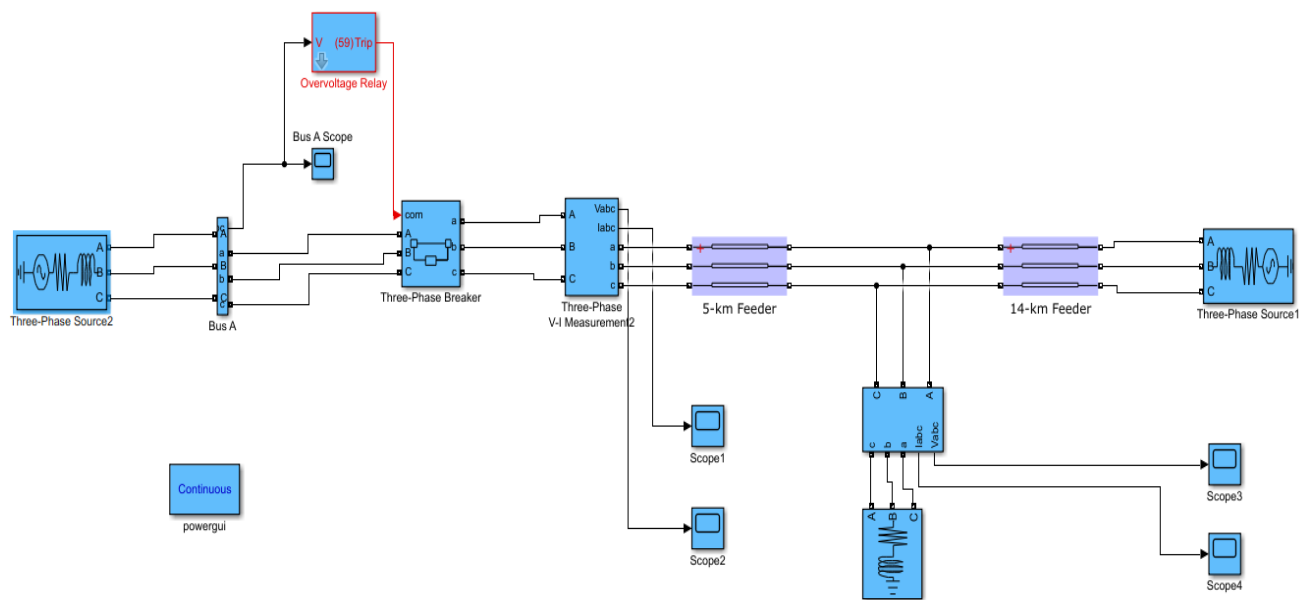 V (59) Trip
Overvoltage Relay
Bus A Scope
com
A
B
C
a
b
c
Three-Phase Breaker
A
B
C
Three-Phase Source2
A
a
B
b
C
c
Bus A
A
B
C
Vabc
Iabc
a
b
c
Three-Phase
V-I Measurement2
5-km Feeder
14-km Feeder
A
B
C
Three-Phase Source1
C
B
A
c
b
a
Iabc
Vabc
A
B
C
Scope1
Scope2
Scope3
Scope4
Continuous
powergui